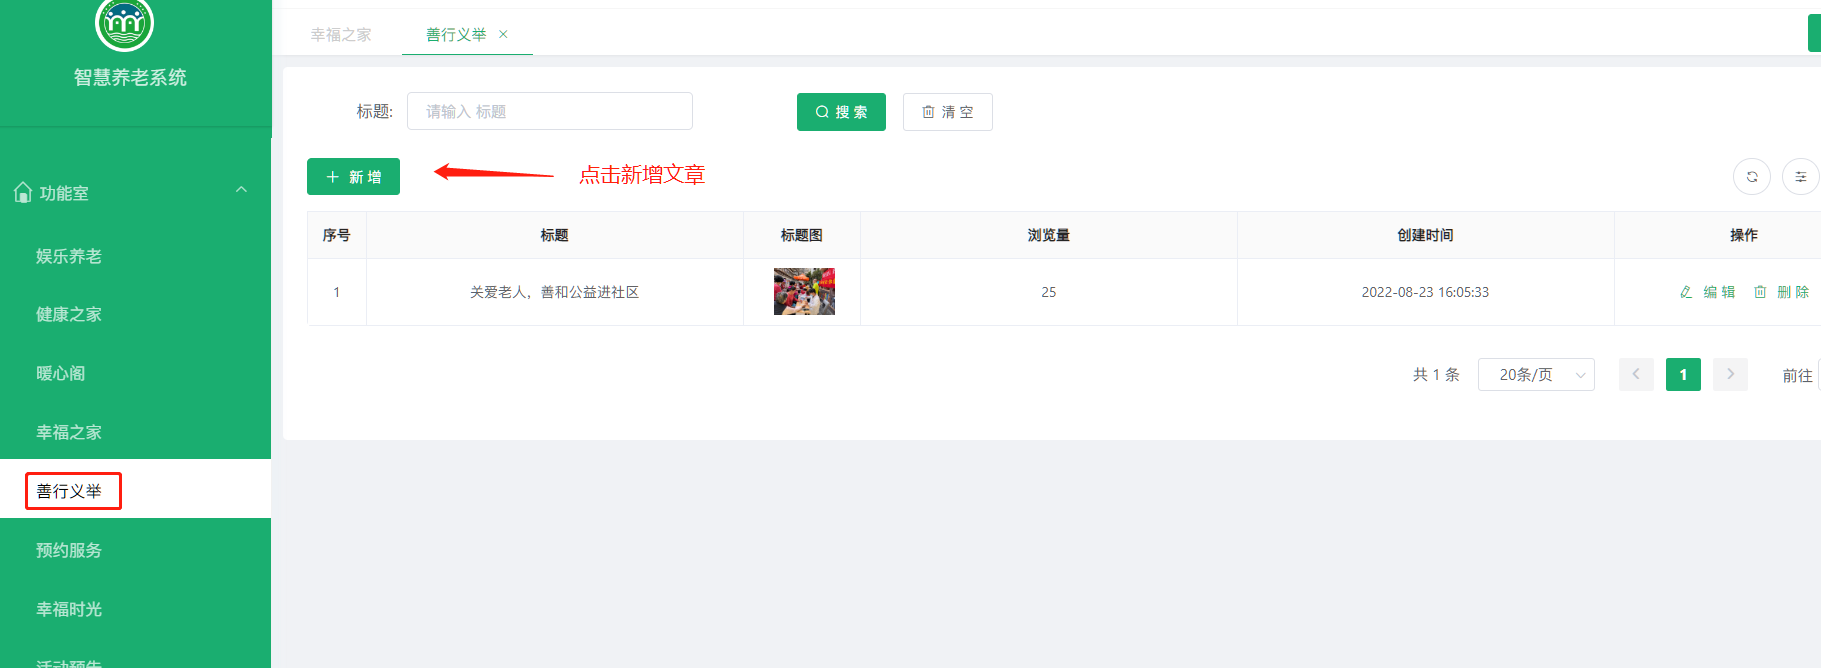 智慧养老系统
功能室
娱乐养老
健康之家
暖心阁
幸福之家
善行义举
预约服务
幸福时光
活动预告
幸福之家
善行义举 ×
标题: 请输入 标题 搜索 清空
+ 新增 点击新增文章
序号 标题 标题图 浏览量 创建时间 操作
1 关爱老人，善和公益进社区 25 2022-08-23 16:05:33 编辑 删除
共 1 条 20条/页 < 1 > 前往